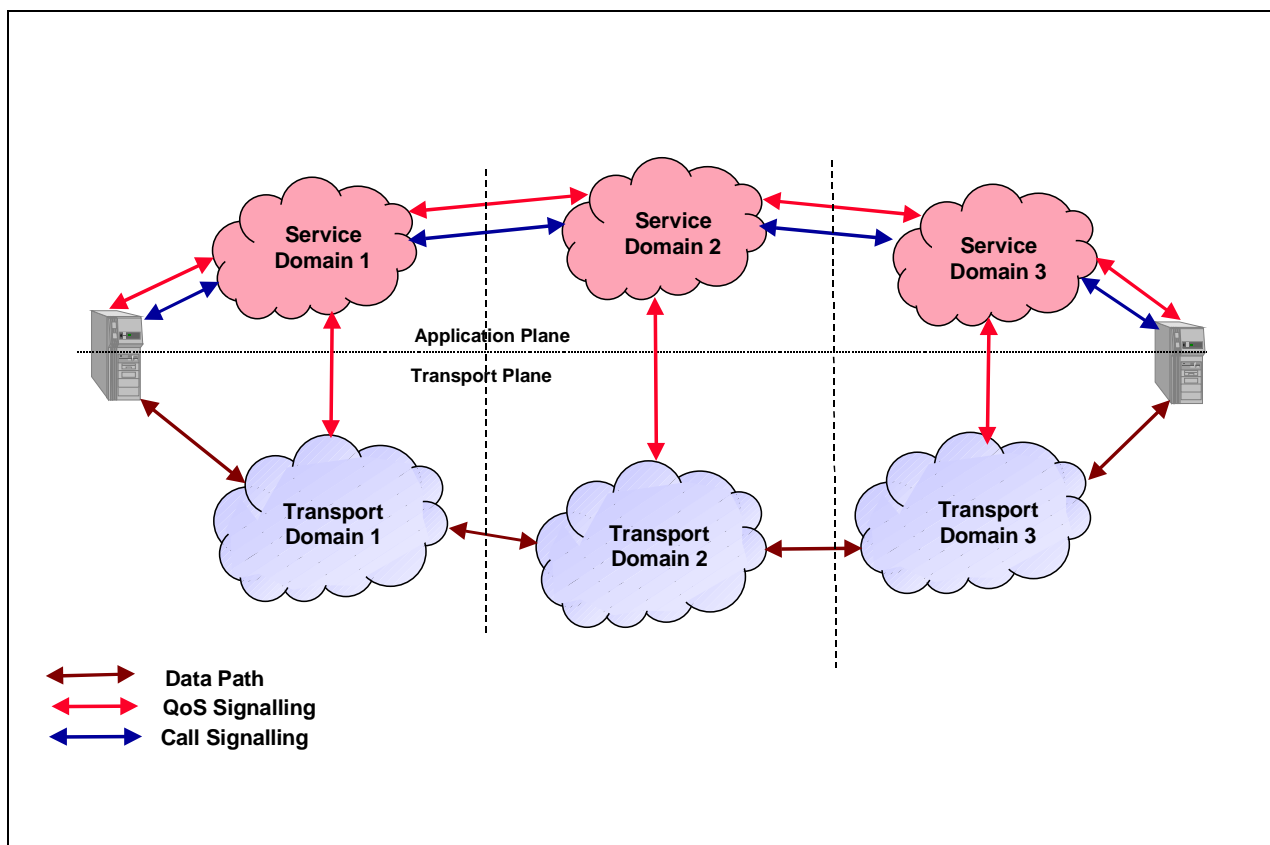 Service
Domain 1
Service
Domain 2
Service
Domain 3
Application Plane
Transport Plane
Transport
Domain 1
Transport
Domain 2
Transport
Domain 3
Data Path
QoS Signalling
Call Signalling